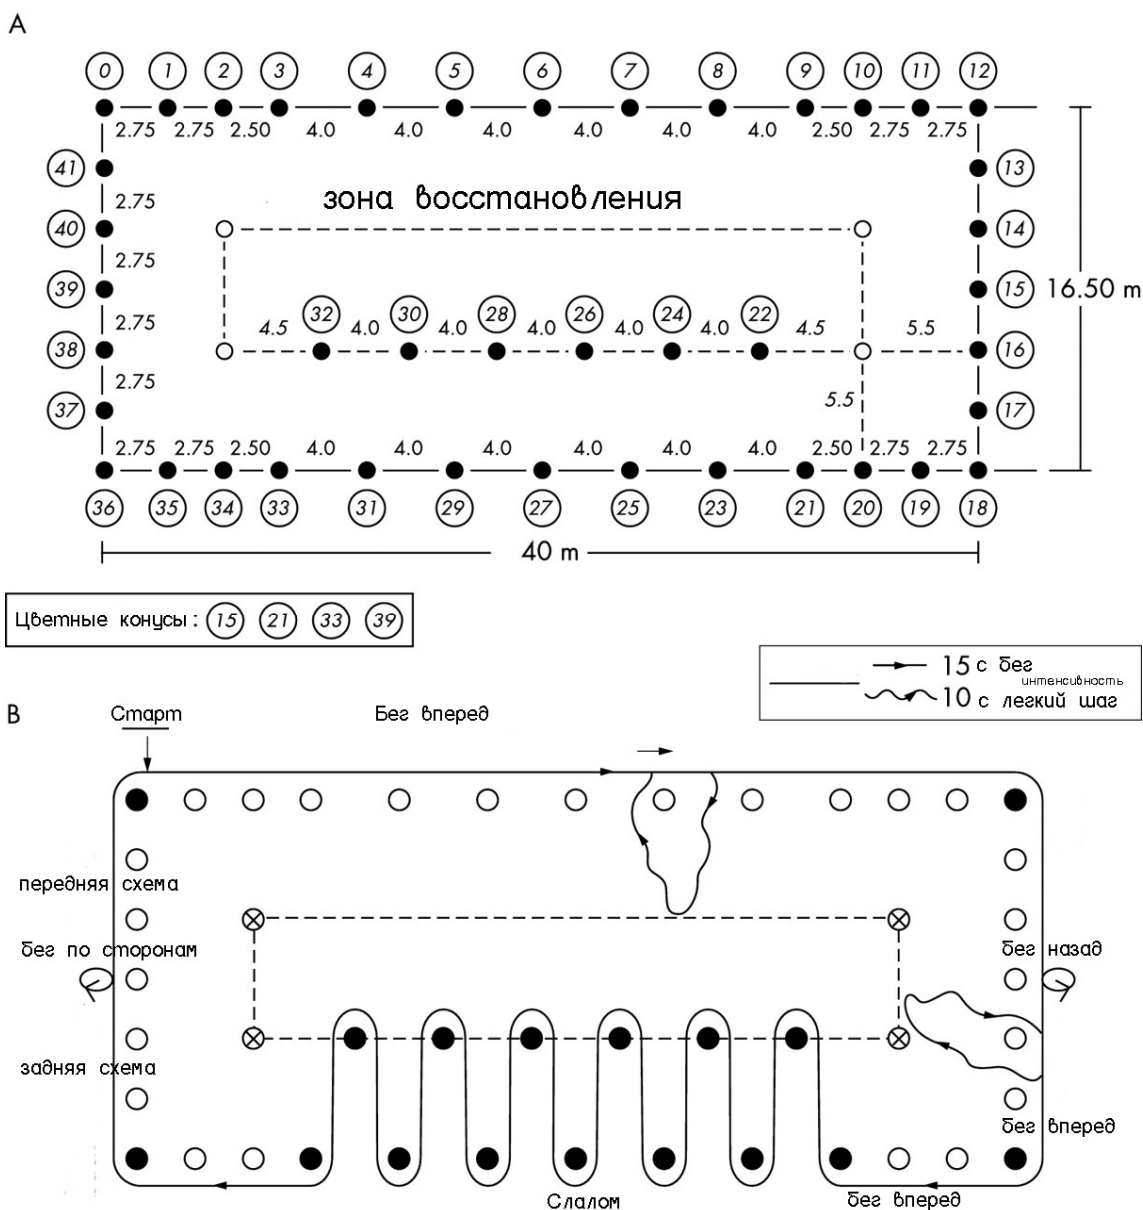 A
0 1 2 3 4 5 6 7 8 9 10 11 12
2.75 2.75 2.50 4.0 4.0 4.0 4.0 4.0 4.0 2.50 2.75 2.75
41 13
2.75 зона восстановления
40 14
2.75
39 15 16.50 m
32 30 28 26 24 22
2.75 4.5 4.0 4.0 4.0 4.0 4.0 4.5 5.5
38 16
2.75
5.5
37 17
2.75 2.75 2.50 4.0 4.0 4.0 4.0 4.0 4.0 2.50 2.75 2.75
36 35 34 33 31 29 27 25 23 21 20 19 18
40 m
Цветные конусы: 15 21 33 39
15 с бег
интенсивность
10 с легкий шаг
B
Старт
Бег вперед
передняя схема
бег по сторонам
бег назад
задняя схема
бег вперед
Слалом
бег вперед